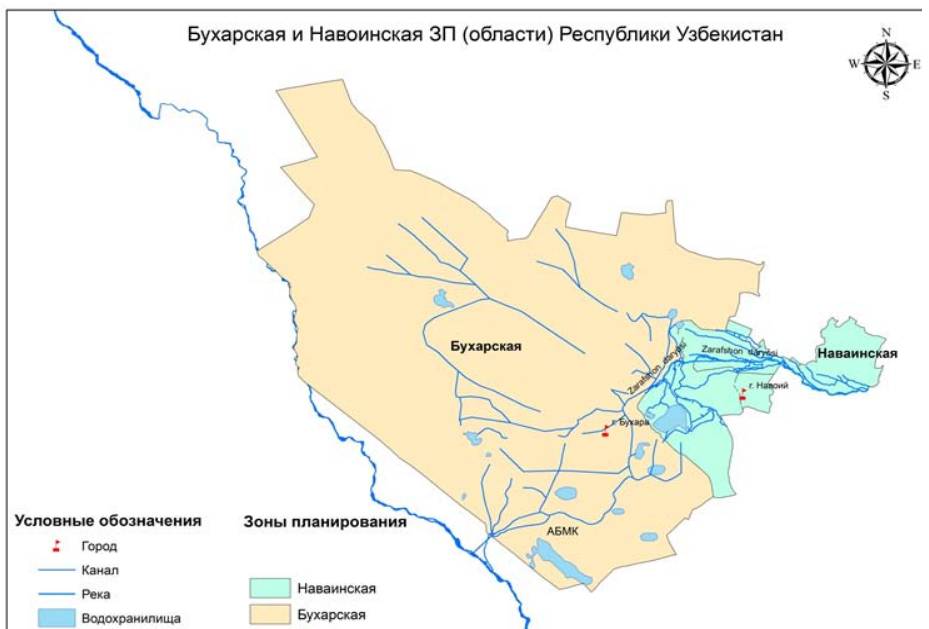 Бухарская и Навоинская ЗП (области) Республики Узбекистан
N
W
E
S
Бухарская
Zarafshon daryosi
Zarafshon daryosi
Наваинская
г. Навоий
г. Бухара
АБМК
Условные обозначения
Город
Канал
Река
Водохранилища
Зоны планирования
Наваинская
Бухарская